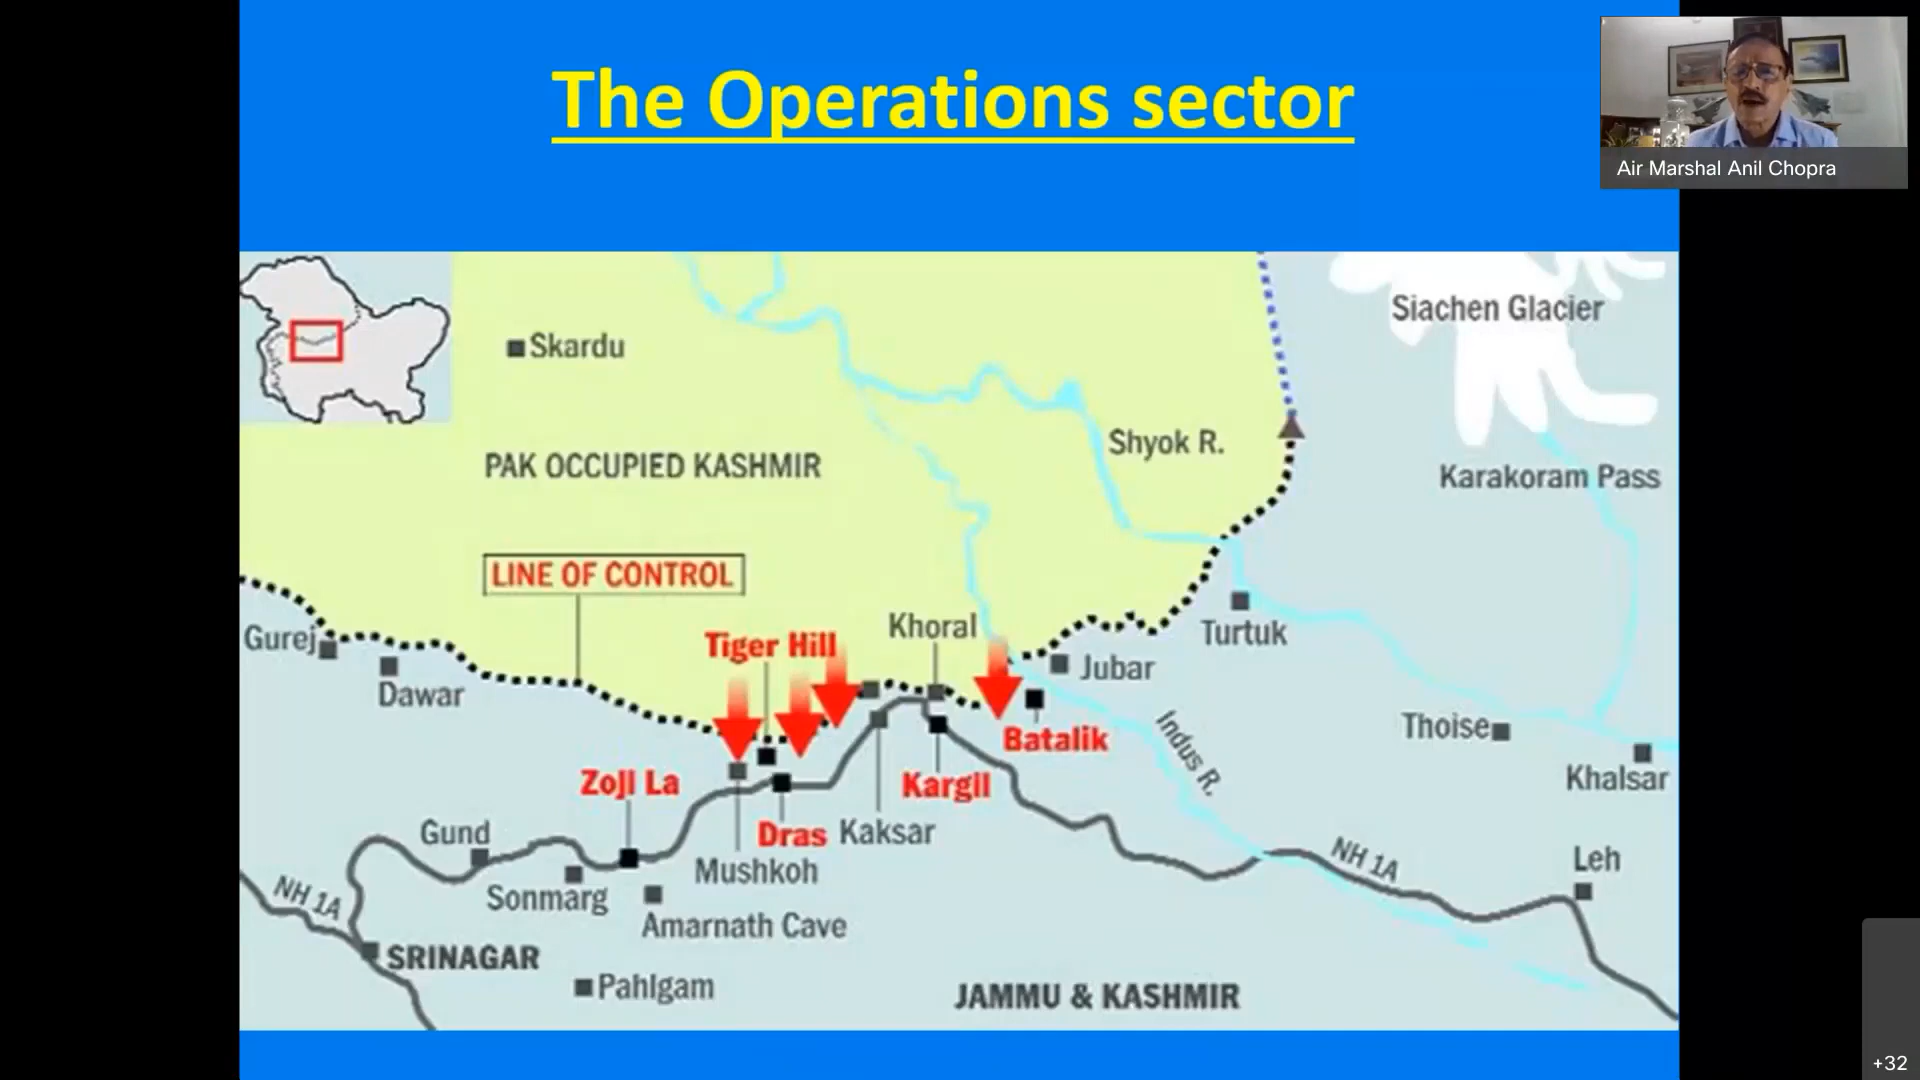 The Operations sector
Air Marshal Anil Chopra
Siachen Glacier
Skardu
Shyok R.
PAK OCCUPIED KASHMIR
Karakoram Pass
LINE OF CONTROL
Khoral
Gurej
Tiger Hill
Turtuk
Jubar
Dawar
Thoise
Batalik
Indus R.
Khalsar
Zoji La
Kargil
Gund
Dras
Kaksar
NH 1A
Leh
Mushkoh
NH 1A
Sonmarg
Amarnath Cave
SRINAGAR
Pahlgam
JAMMU & KASHMIR
+32